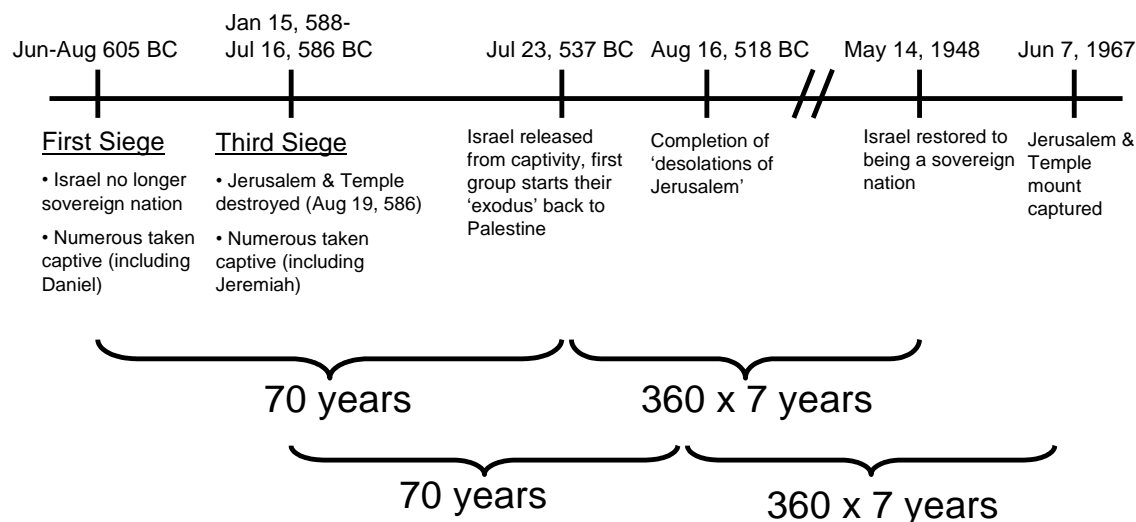 Jun-Aug 605 BC
Jan 15, 588-
Jul 16, 586 BC
Jul 23, 537 BC
Aug 16, 518 BC
May 14, 1948
Jun 7, 1967
First Siege
• Israel no longer
sovereign nation
• Numerous taken
captive (including
Daniel)
Third Siege
• Jerusalem & Temple
destroyed (Aug 19, 586)
• Numerous taken
captive (including
Jeremiah)
Israel released
from captivity, first
group starts their
‘exodus’ back to
Palestine
Completion of
‘desolations of
Jerusalem’
Israel restored to
being a sovereign
nation
Jerusalem &
Temple
mount
captured
70 years
360 x 7 years
70 years
360 x 7 years